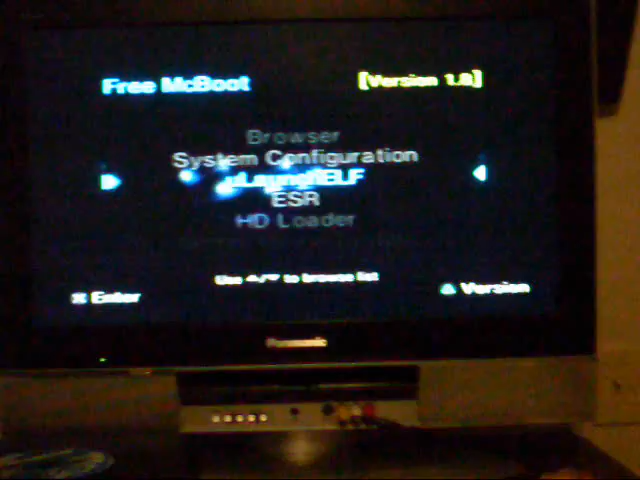 Free McBoot [Version 1.8]
Browser
System Configuration
uLaunchELF
ESR
HD Loader
Use ^/v to browse list
Enter
Version
Panasonic